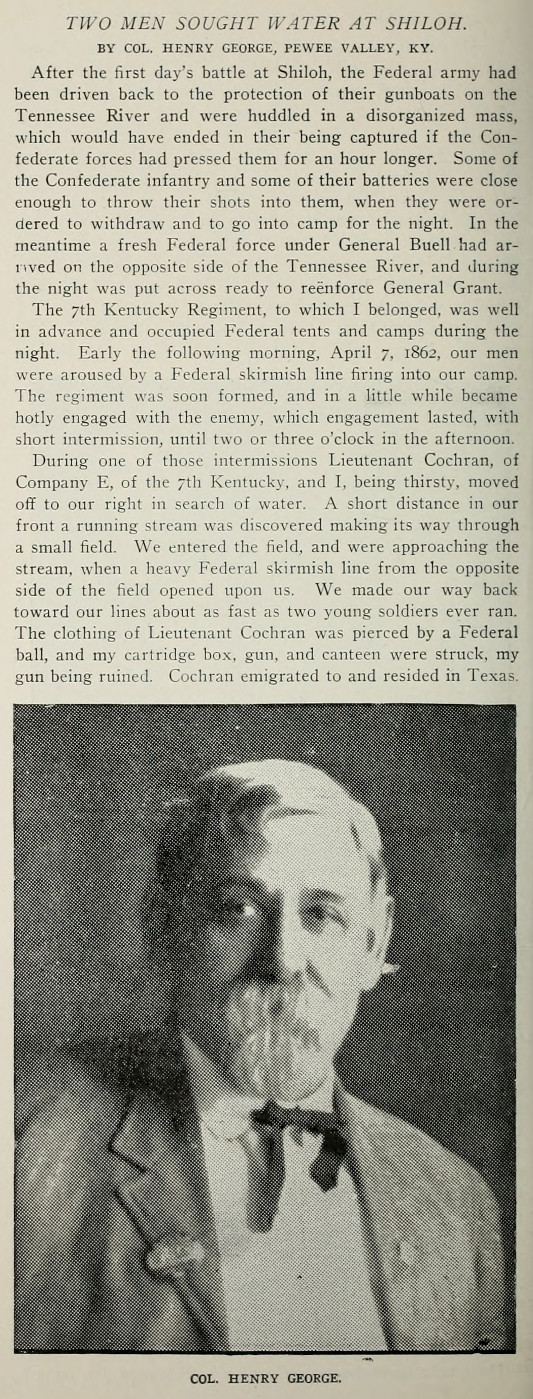 TWO MEN SOUGHT WATER AT SHILOH.
BY COL. HENRY GEORGE, PEWEE VALLEY, KY.
After the first day's battle at Shiloh, the Federal army had
been driven back to the protection of their gunboats on the
Tennessee River and were huddled in a disorganized mass,
which would have ended in their being captured if the Con-
federate forces had pressed them for an hour longer. Some of
the Confederate infantry and some of their batteries were close
enough to throw their shots into them, when they were or-
dered to withdraw and to go into camp for the night. In the
meantime a fresh Federal force under General Buell had ar-
rived on the opposite side of the Tennessee River, and during
the night was put across ready to reënforce General Grant.
The 7th Kentucky Regiment, to which I belonged, was well
in advance and occupied Federal tents and camps during the
night. Early the following morning, April 7, 1862, our men
were aroused by a Federal skirmish line firing into our camp.
The regiment was soon formed, and in a little while became
hotly engaged with the enemy, which engagement lasted, with
short intermission, until two or three o'clock in the afternoon.
During one of those intermissions Lieutenant Cochran, of
Company E, of the 7th Kentucky, and I, being thirsty, moved
off to our right in search of water. A short distance in our
front a running stream was discovered making its way through
a small field. We entered the field, and were approaching the
stream, when a heavy Federal skirmish line from the opposite
side of the field opened upon us. We made our way back
toward our lines about as fast as two young soldiers ever ran.
The clothing of Lieutenant Cochran was pierced by a Federal
ball, and my cartridge box, gun, and canteen were struck, my
gun being ruined. Cochran emigrated to and resided in Texas.
COL. HENRY GEORGE.